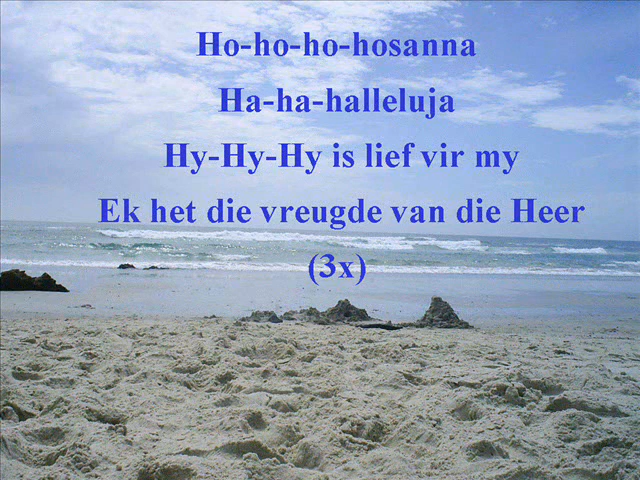 Ho-ho-ho-hosanna
Ha-ha-halleluja
Hy-Hy-Hy is lief vir my
Ek het die vreugde van die Heer
(3x)